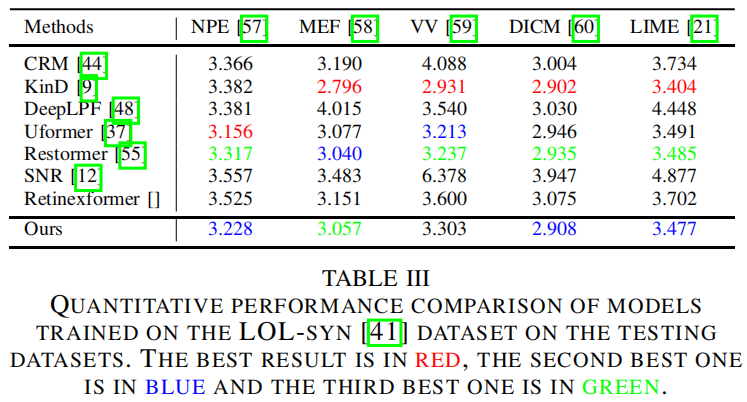 Methods NPE [57] MEF [58] VV [59] DICM [60] LIME [21]
CRM [44] 3.366 3.190 4.088 3.004 3.734
KinD [9] 3.382 2.796 2.931 2.902 3.404
DeepLPF [48] 3.381 4.015 3.540 3.030 4.448
Uformer [37] 3.156 3.077 3.213 2.946 3.491
Restormer [55] 3.317 3.040 3.237 2.935 3.485
SNR [12] 3.557 3.483 6.378 3.947 4.877
Retinexformer [] 3.525 3.151 3.600 3.075 3.702
Ours 3.228 3.057 3.303 2.908 3.477
TABLE III
QUANTITATIVE PERFORMANCE COMPARISON OF MODELS
TRAINED ON THE LOL-SYN [41] DATASET ON THE TESTING
DATASETS. THE BEST RESULT IS IN RED, THE SECOND BEST ONE
IS IN BLUE AND THE THIRD BEST ONE IS IN GREEN.